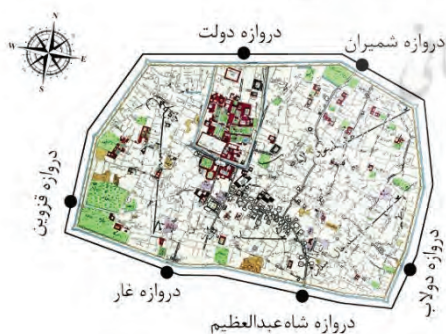 دروازه دولت
دروازه شمیران
N
W
E
S
دروازه قزوین
دروازه دولاب
دروازه غار
دروازه شاه‌عبدالعظیم